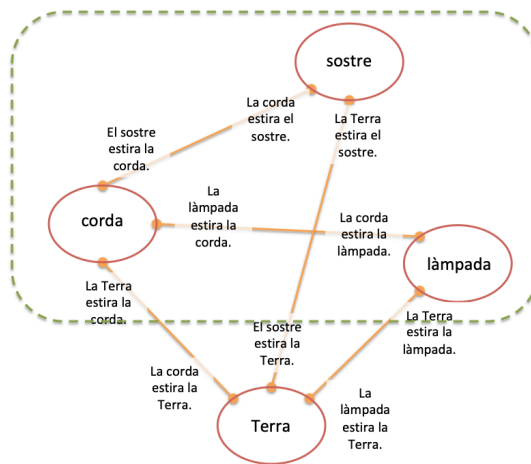 sostre
La corda
estira el
sostre.
La Terra
estira el
sostre.
El sostre
estira la
corda.
La
làmpada
estira la
corda.
corda
La corda
estira la
làmpada.
làmpada
La Terra
estira la
corda.
El sostre
estira la
Terra.
La Terra
estira la
làmpada.
La corda
estira la
Terra.
Terra
La
làmpada
estira la
Terra.